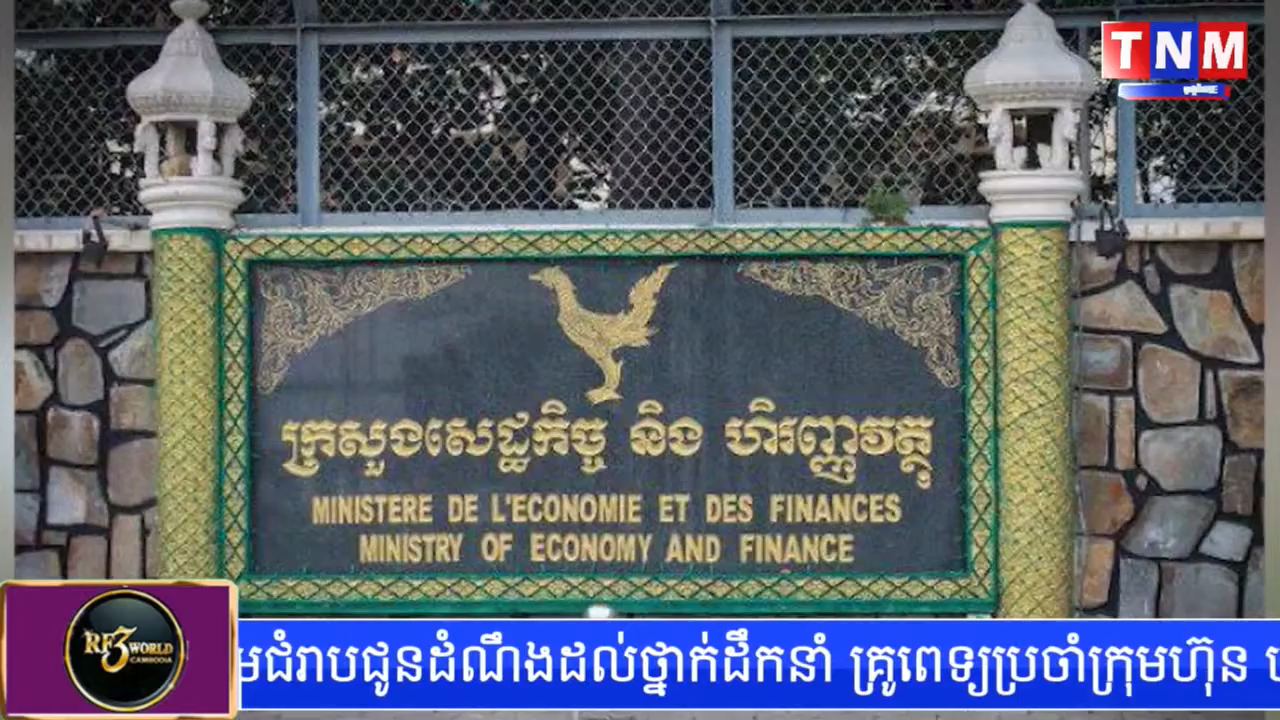 TNM
ក្រសួងសេដ្ឋកិច្ច និង ហិរញ្ញវត្ថុ
MINISTERE DE L'ECONOMIE ET DES FINANCES
MINISTRY OF ECONOMY AND FINANCE
RF3 WORLD
CAMBODIA
មជំរាបជូនដំណឹងដល់ថ្នាក់ដឹកនាំ គ្រូពេទ្យប្រចាំក្រុមហ៊ុន